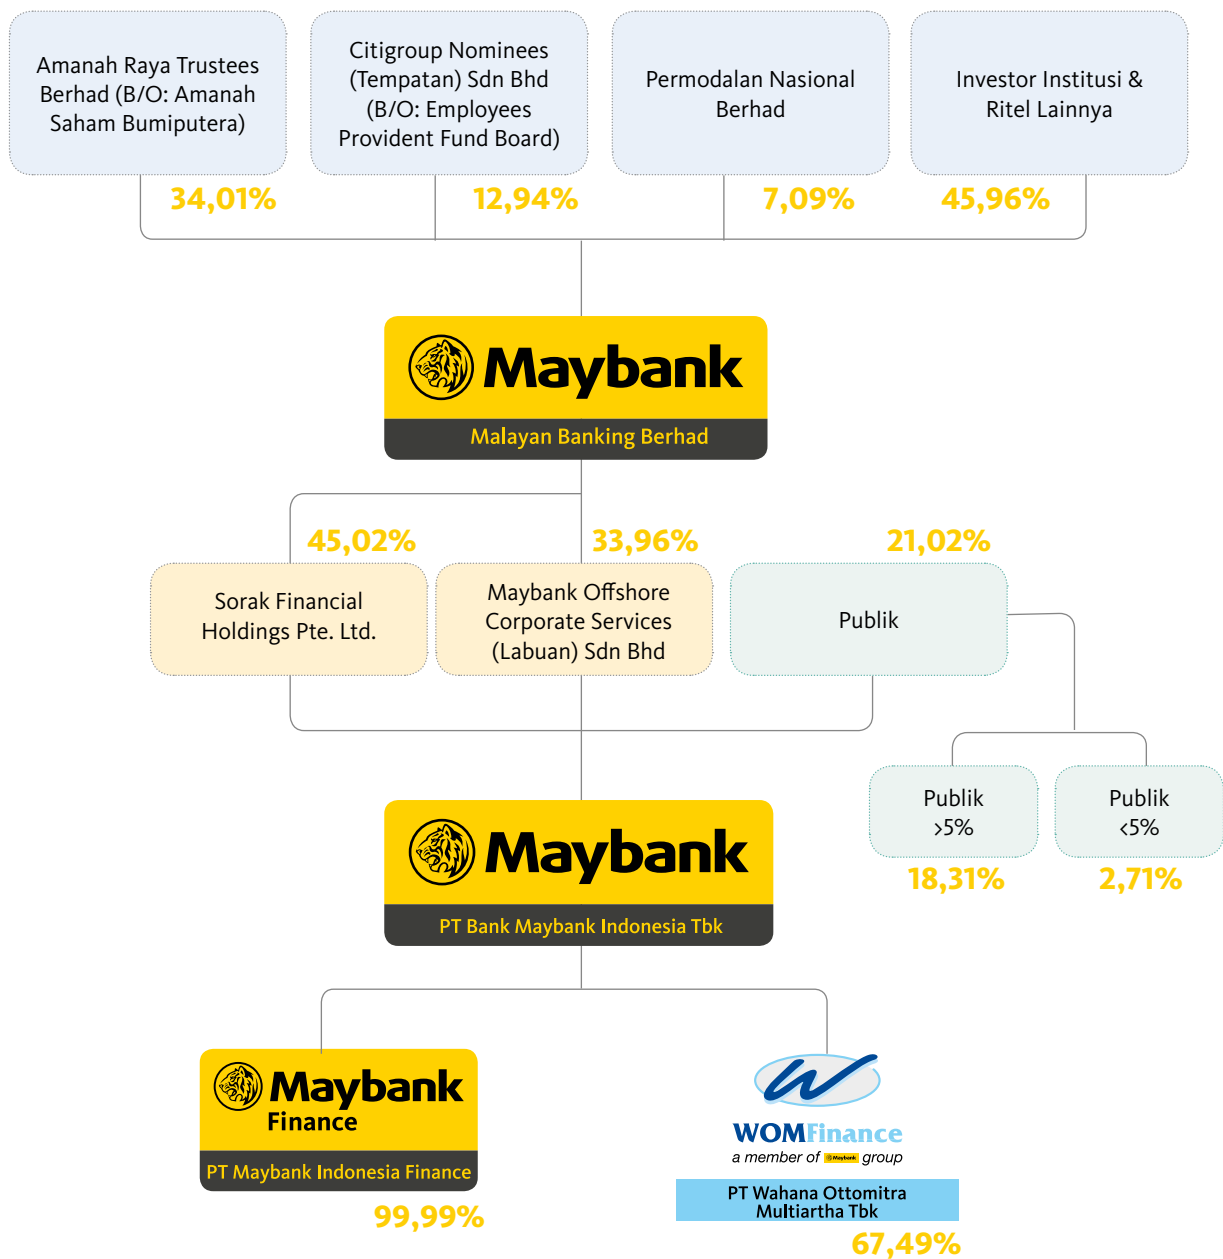 Amanah Raya Trustees
Berhad (B/O: Amanah
Saham Bumiputera)
34,01%
Citigroup Nominees
(Tempatan) Sdn Bhd
(B/O: Employees
Provident Fund Board)
12,94%
Permodalan Nasional
Berhad
7,09%
Investor Institusi &
Ritel Lainnya
45,96%
Maybank
Malayan Banking Berhad
45,02%
Sorak Financial
Holdings Pte. Ltd.
33,96%
Maybank Offshore
Corporate Services
(Labuan) Sdn Bhd
21,02%
Publik
Publik
>5%
18,31%
Publik
<5%
2,71%
Maybank
PT Bank Maybank Indonesia Tbk
Maybank
Finance
PT Maybank Indonesia Finance
99,99%
WOMFinance
a member of Maybank group
PT Wahana Ottomitra
Multiartha Tbk
67,49%